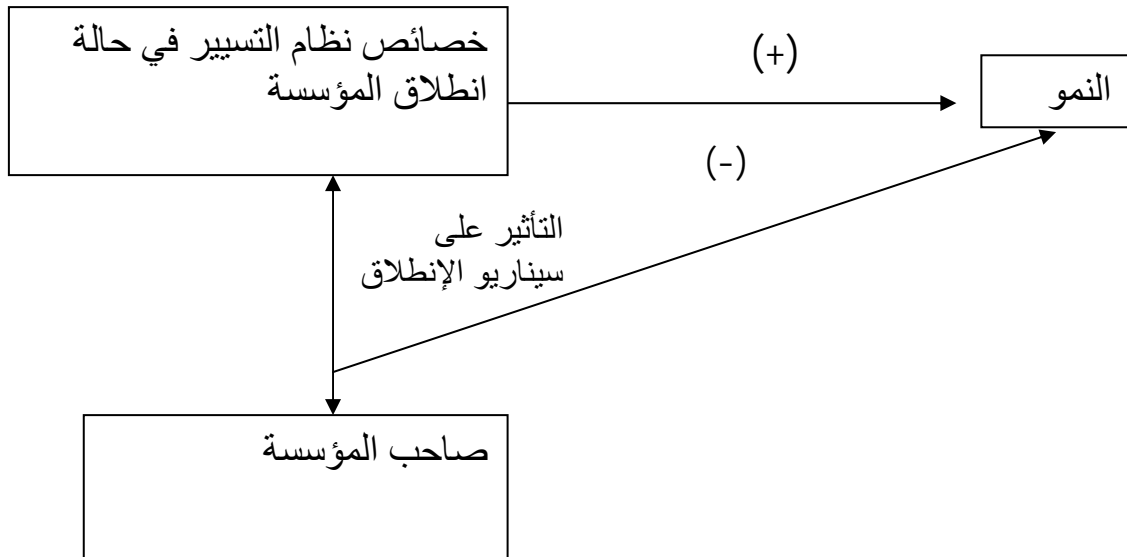 خصائص نظام التسيير في حالة
انطلاق المؤسسة
(+)
النمو
(-)
التأثير على
سيناريو الإنطلاق
صاحب المؤسسة